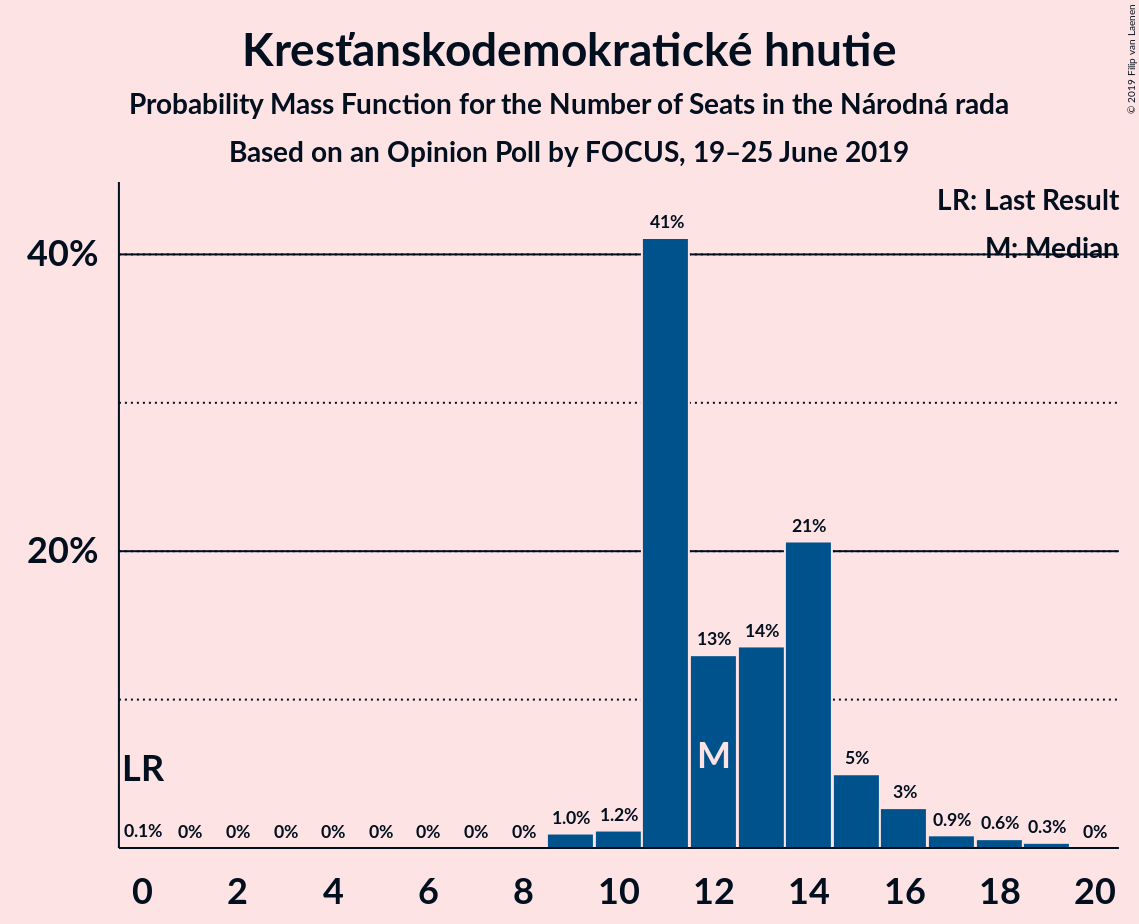 Kresťanskodemokratické hnutie
Probability Mass Function for the Number of Seats in the Národná rada
Based on an Opinion Poll by FOCUS, 19–25 June 2019
© 2019 Filip van Laenen
LR: Last Result
M: Median
41%
40%
21%
20%
14%
13%
M
LR
5%
3%
0.1% 0% 0% 0% 0% 0% 0% 0% 0% 1.0% 1.2% 0.9% 0.6% 0.3% 0%
0 2 4 6 8 10 12 14 16 18 20